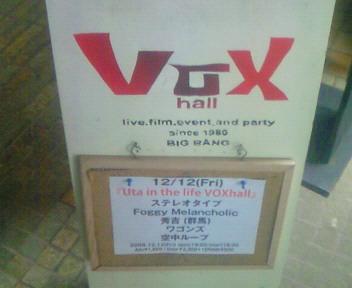 VOX
hall
live.film.event.and party
since 1986
BIG BANG
12/12(Fri)
『Uta in the life VOXhall』
ステレオタイプ
Foggy Melancholic
秀吉 (群馬)
ワゴンズ
空中ループ